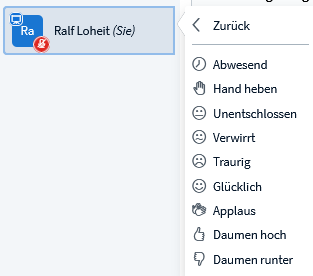 Ra
Ralf Loheit (Sie)
Zurück
Abwesend
Hand heben
Unentschlossen
Verwirrt
Traurig
Glücklich
Applaus
Daumen hoch
Daumen runter